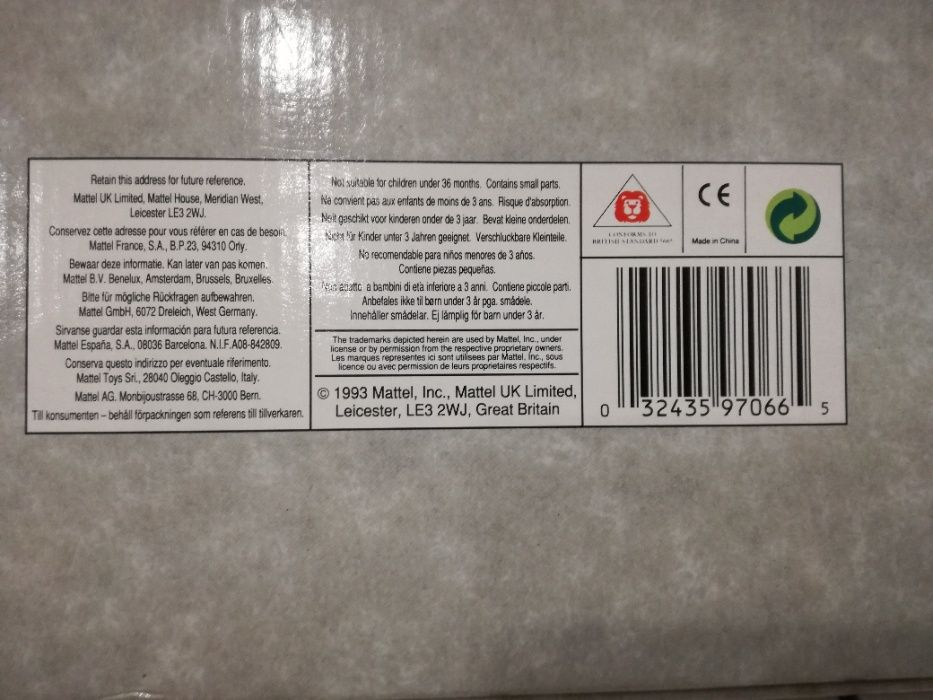 Retain this address for future reference.
Mattel UK Limited, Mattel House, Meridian West,
Leicester LE3 2WJ.
Conservez cette adresse pour vous référer en cas de besoin.
Mattel France, S.A., B.P.23, 94310 Orly.
Bewaar deze informatie. Kan later van pas komen.
Mattel B.V. Benelux, Amsterdam, Brussels, Bruxelles.
Bitte für mögliche Rückfragen aufbewahren.
Mattel GmbH, 6072 Dreieich, West Germany.
Sirvanse guardar esta información para futura referencia.
Mattel España, S.A., 08036 Barcelona. N.I.F.A08-842809.
Conserva questo indirizzo per eventuale riferimento.
Mattel Toys Srl., 28040 Oleggio Castello, Italy.
Mattel AG. Monbijoustrasse 68, CH-3000 Bern.
Till konsumenten – behåll förpackningen som referens till tillverkaren.
Not suitable for children under 36 months. Contains small parts.
Ne convient pas aux enfants de moins de 3 ans. Risque d'absorption.
Niet geschikt voor kinderen onder de 3 jaar. Bevat kleine onderdelen.
Nicht für Kinder unter 3 Jahren geeignet. Verschluckbare Kleinteile.
No recomendable para niños menores de 3 años.
Contiene piezas pequeñas.
adatto a bambini di età inferiore a 3 anni. Contiene piccole parti.
Anbefales ikke til børn under 3 år pga. smådele.
Innehåller smådelar. Ej lämplig för barn under 3 år.
The trademarks depicted herein are used by Mattel, Inc., under
license or by permission from the respective proprietary owners.
Les marques representes ici sont utilisees par Mattel, Inc., sous
licence ou avec permission de leurs proprietaires respectifs.
© 1993 Mattel, Inc., Mattel UK Limited,
Leicester, LE3 2WJ, Great Britain
CONFORMS TO
BRITISH STANDARD 5665
CE
Made in China
0 32435 97066 5